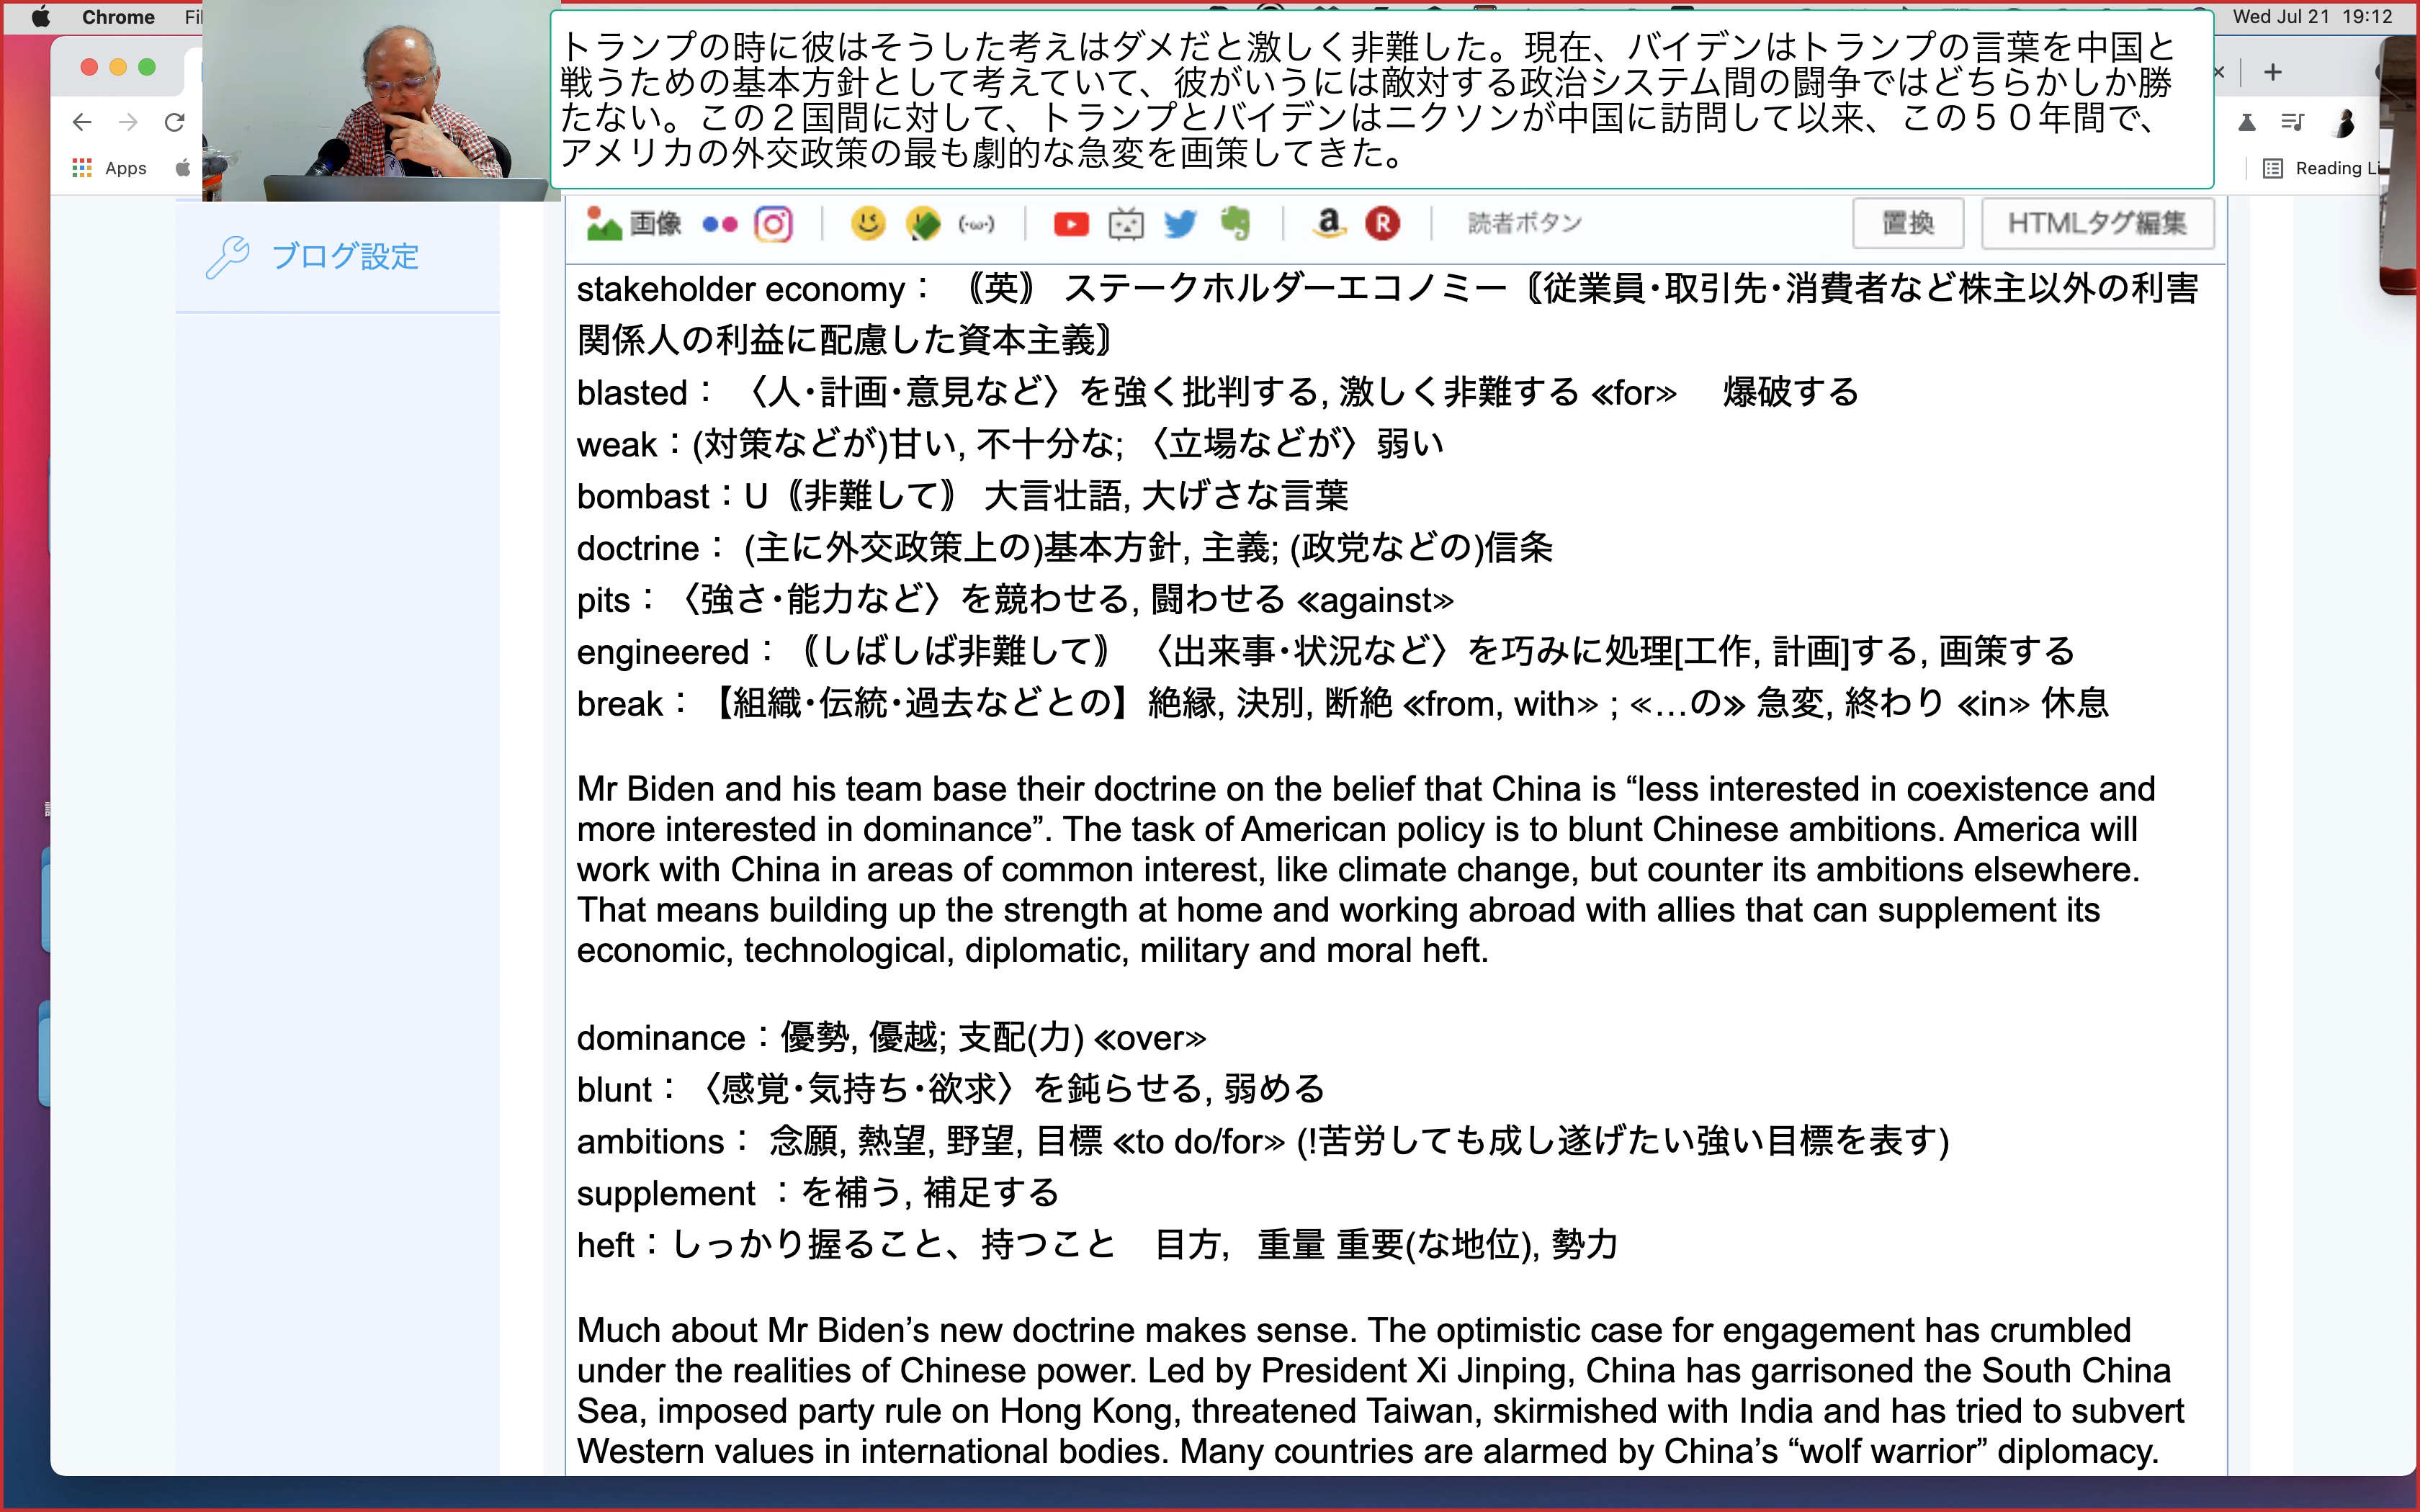 Chrome
Wed Jul 21 19:12
トランプの時に彼はそうした考えはダメだと激しく非難した。現在、バイデンはトランプの言葉を中国と
戦うための基本方針として考えていて、彼がいうには敵対する政治システム間の闘争ではどちらかしか勝
たない。この２国間に対して、トランプとバイデンはニクソンが中国に訪問して以来、この５０年間で、
アメリカの外交政策の最も劇的な急変を画策してきた。
Apps
Reading Li
画像
読者ボタン
置換
HTMLタグ編集
ブログ設定
stakeholder economy： 《英》 ステークホルダーエコノミー〘従業員･取引先･消費者など株主以外の利害
関係人の利益に配慮した資本主義〙
blasted： 〈人･計画･意見など〉を強く批判する, 激しく非難する ≪for≫　爆破する
weak：(対策などが)甘い, 不十分な; 〈立場などが〉弱い
bombast：U《非難して》 大言壮語, 大げさな言葉
doctrine： (主に外交政策上の)基本方針, 主義; (政党などの)信条
pits： 〈強さ･能力など〉を競わせる, 闘わせる ≪against≫
engineered： 《しばしば非難して》 〈出来事･状況など〉を巧みに処理[工作, 計画]する, 画策する
break： 【組織･伝統･過去などとの】絶縁, 決別, 断絶 ≪from, with≫ ; ≪…の≫ 急変, 終わり ≪in≫ 休息
Mr Biden and his team base their doctrine on the belief that China is “less interested in coexistence and
more interested in dominance”. The task of American policy is to blunt Chinese ambitions. America will
work with China in areas of common interest, like climate change, but counter its ambitions elsewhere.
That means building up the strength at home and working abroad with allies that can supplement its
economic, technological, diplomatic, military and moral heft.
dominance：優勢, 優越; 支配(力) ≪over≫
blunt： 〈感覚･気持ち･欲求〉を鈍らせる, 弱める
ambitions： 念願, 熱望, 野望, 目標 ≪to do/for≫ (!苦労しても成し遂げたい強い目標を表す)
supplement ：を補う, 補足する
heft：しっかり握ること、持つこと　目方，重量 重要(な地位), 勢力
Much about Mr Biden’s new doctrine makes sense. The optimistic case for engagement has crumbled
under the realities of Chinese power. Led by President Xi Jinping, China has garrisoned the South China
Sea, imposed party rule on Hong Kong, threatened Taiwan, skirmished with India and has tried to subvert
Western values in international bodies. Many countries are alarmed by China’s “wolf warrior” diplomacy.